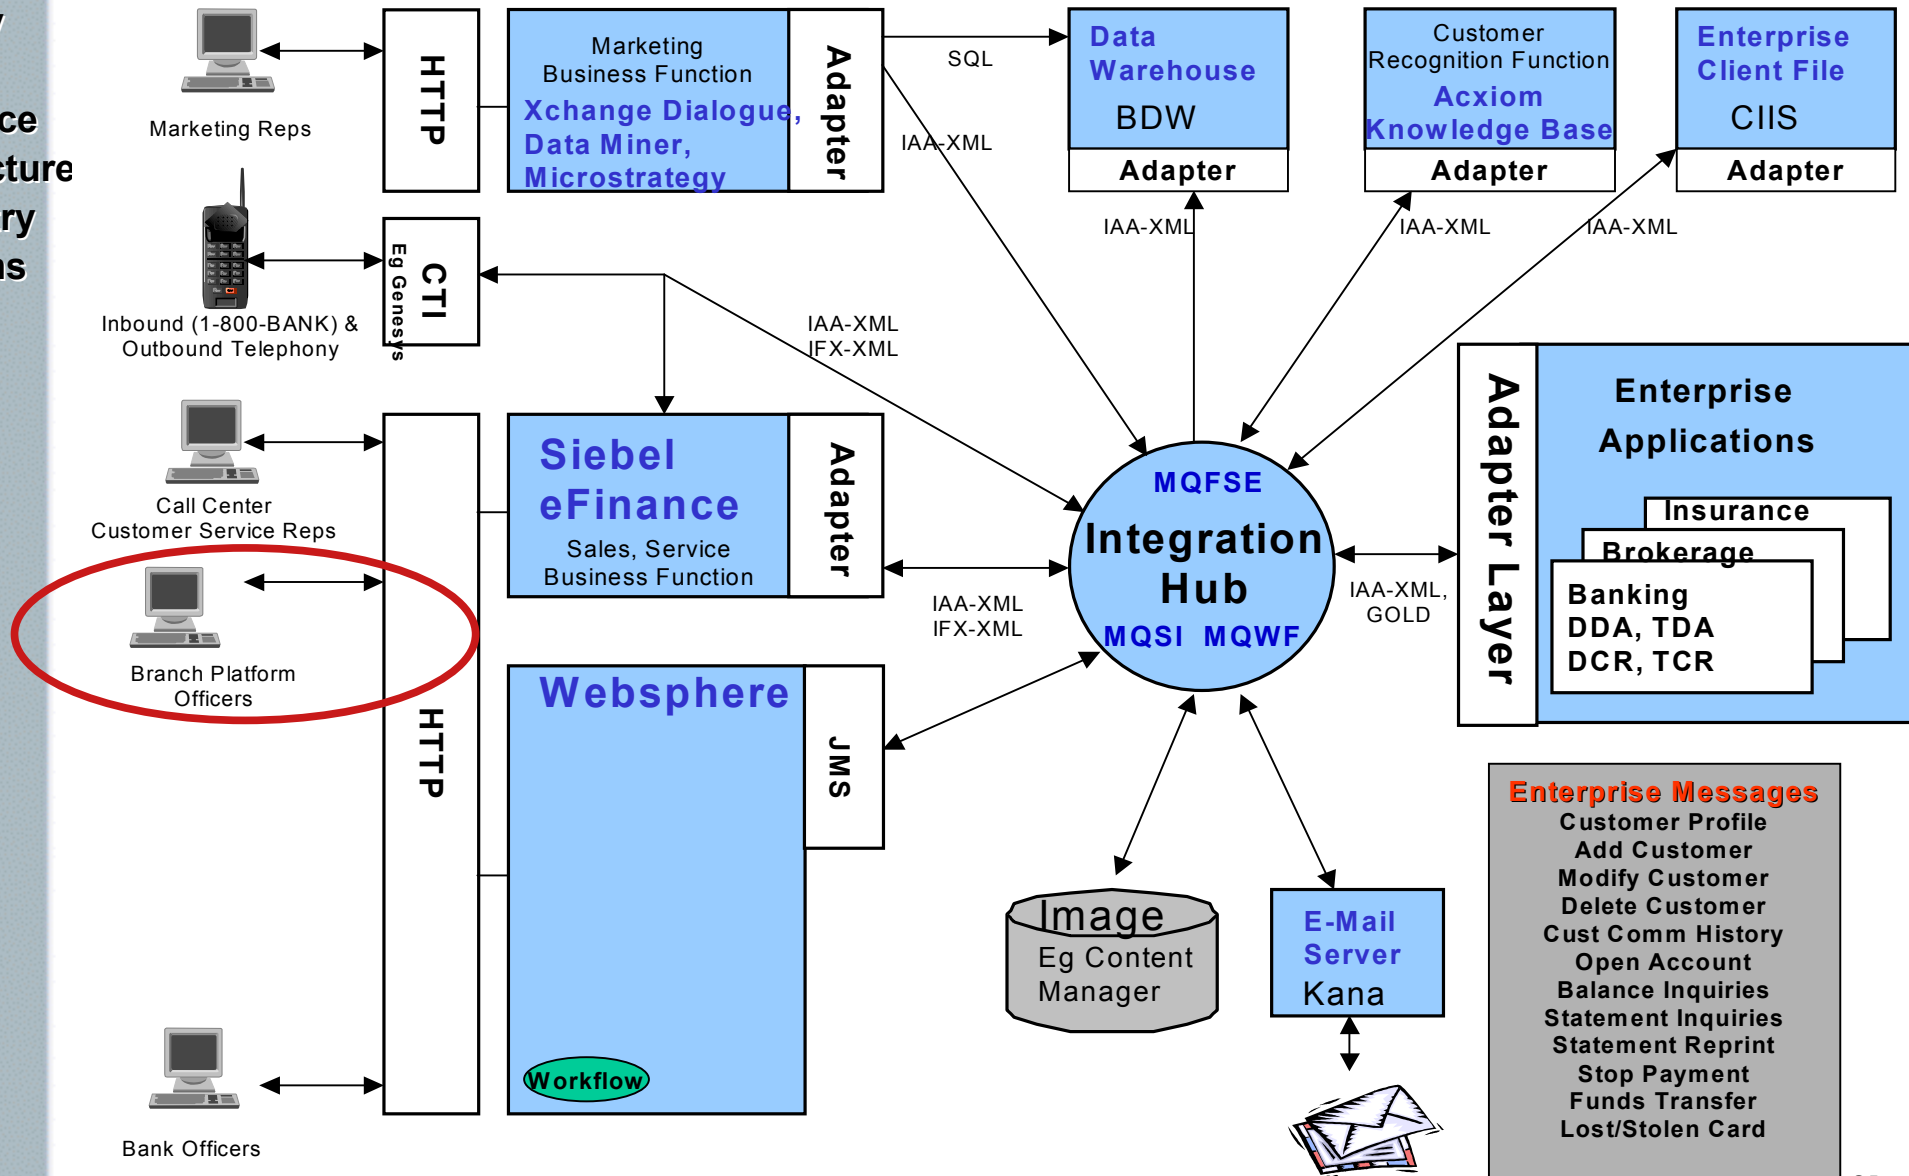 Marketing Reps
HTTP
Marketing
Business Function
Xchange Dialogue,
Data Miner,
Microstrategy
Adapter
SQL
IAA-XML
Data
Warehouse
BDW
Adapter
IAA-XML
Customer
Recognition Function
Acxiom
Knowledge Base
Adapter
IAA-XML
Enterprise
Client File
CIIS
Adapter
IAA-XML
Inbound (1-800-BANK) &
Outbound Telephony
CTI
Eg Genesys
IAA-XML
IFX-XML
Call Center
Customer Service Reps
Branch Platform
Officers
Bank Officers
HTTP
Siebel
eFinance
Sales, Service
Business Function
Adapter
IAA-XML
IFX-XML
Websphere
JMS
Workflow
MQFSE
Integration
Hub
MQSI MQWF
IAA-XML,
GOLD
Adapter Layer
Enterprise
Applications
Insurance
Brokerage
Banking
DDA, TDA
DCR, TCR
Image
Eg Content
Manager
E-Mail
Server
Kana
Enterprise Messages
Customer Profile
Add Customer
Modify Customer
Delete Customer
Cust Comm History
Open Account
Balance Inquiries
Statement Inquiries
Statement Reprint
Stop Payment
Funds Transfer
Lost/Stolen Card